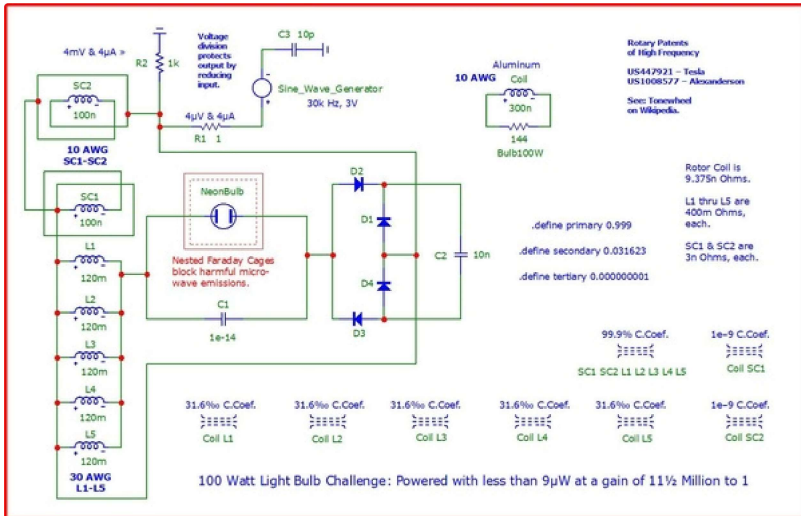 4mV & 4µA »
R2
1k
Voltage
division
protects
output by
reducing
input.
C3 10p
Sine_Wave_Generator
30k Hz, 3V
4µV & 4µA
R1 1
SC2
100n
10 AWG
SC1-SC2
SC1
100n
Aluminum
10 AWG
Coil
300n
144
Bulb100W
Rotary Patents
of High Frequency
US447921 – Tesla
US1008577 – Alexanderson
See: Tonewheel
on Wikipedia.
Rotor Coil is
9.375n Ohms.
L1 thru L5 are
400m Ohms,
each.
SC1 & SC2 are
3n Ohms, each.
NeonBulb
Nested Faraday Cages
block harmful micro-
wave emissions.
C1
1e-14
D2
D1
D4
D3
C2
10n
.define primary 0.999
.define secondary 0.031623
.define tertiary 0.000000001
L1
120m
L2
120m
L3
120m
L4
120m
L5
120m
30 AWG
L1-L5
99.9% C.Coef.
SC1 SC2 L1 L2 L3 L4 L5
1e-9 C.Coef.
Coil SC1
31.6‰ C.Coef.
Coil L1
31.6‰ C.Coef.
Coil L2
31.6‰ C.Coef.
Coil L3
31.6‰ C.Coef.
Coil L4
31.6‰ C.Coef.
Coil L5
1e-9 C.Coef.
Coil SC2
100 Watt Light Bulb Challenge: Powered with less than 9µW at a gain of 11½ Million to 1